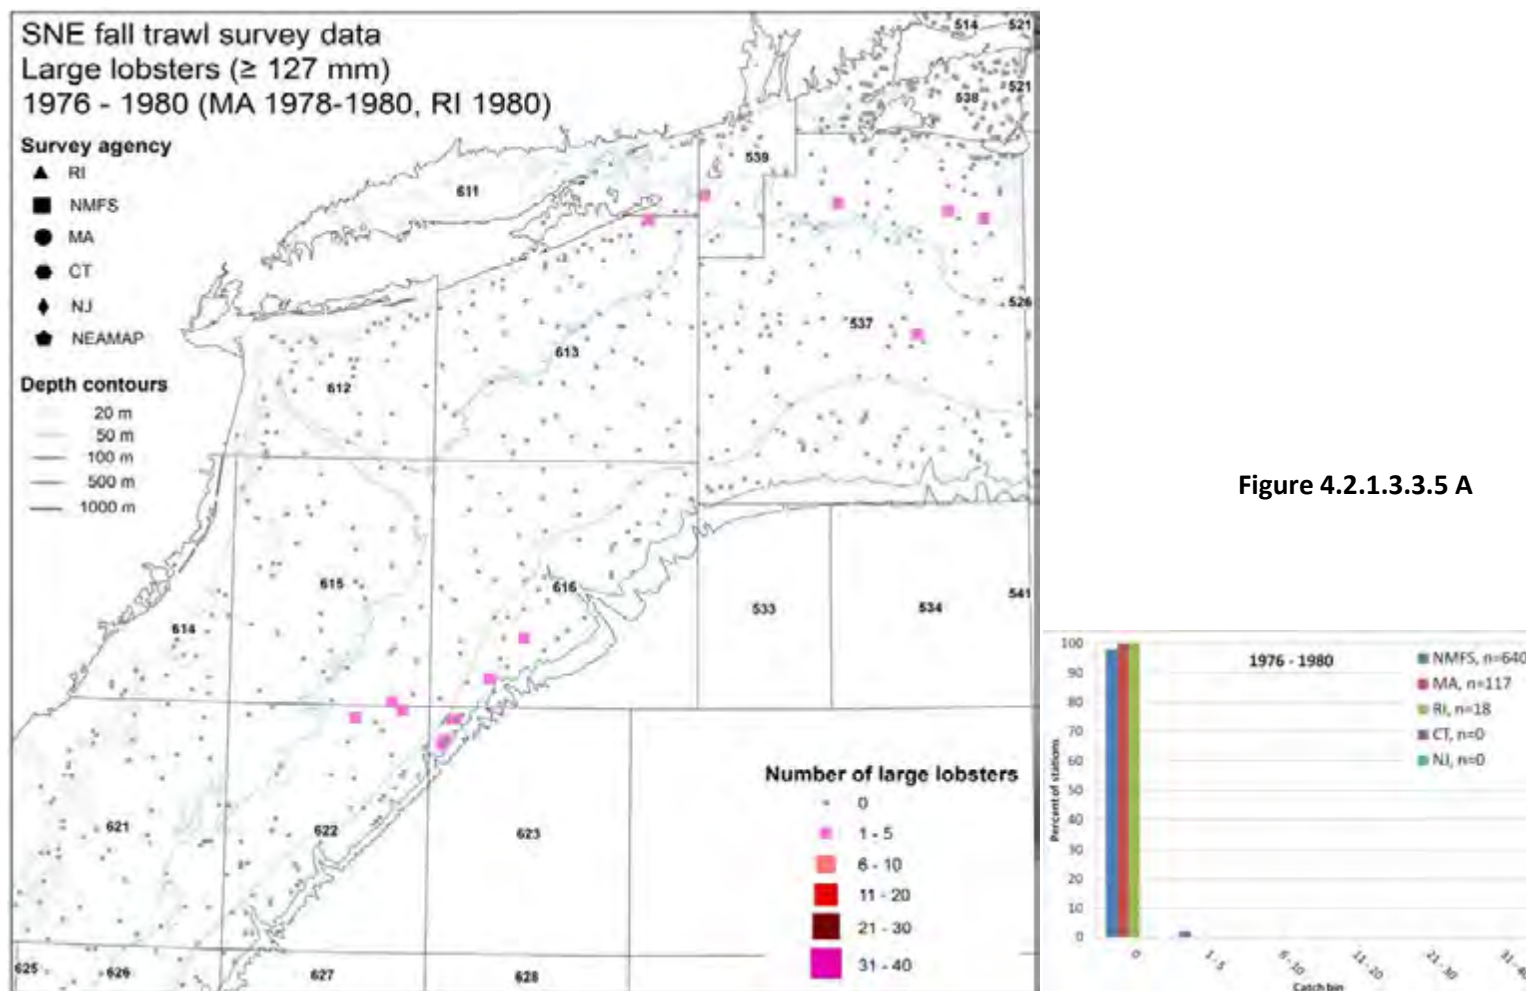 SNE fall trawl survey data
Large lobsters (≥ 127 mm)
1976 - 1980 (MA 1978-1980, RI 1980)
Survey agency
RI
NMFS
MA
CT
NJ
NEAMAP
Depth contours
20 m
50 m
100 m
500 m
1000 m
514
521
521
538
539
611
526
537
613
612
615
616
614
533
534
541
621
622
623
625
626
627
628
Number of large lobsters
0
1 - 5
6 - 10
11 - 20
21 - 30
31 - 40
Figure 4.2.1.3.3.5 A
1976 - 1980
NMFS, n=640
MA, n=117
RI, n=18
CT, n=0
NJ, n=0
Percent of stations
100
90
80
70
60
50
40
30
20
10
0
0
1 - 5
6 - 10
11 - 20
21 - 30
31 - 40
Catch bin